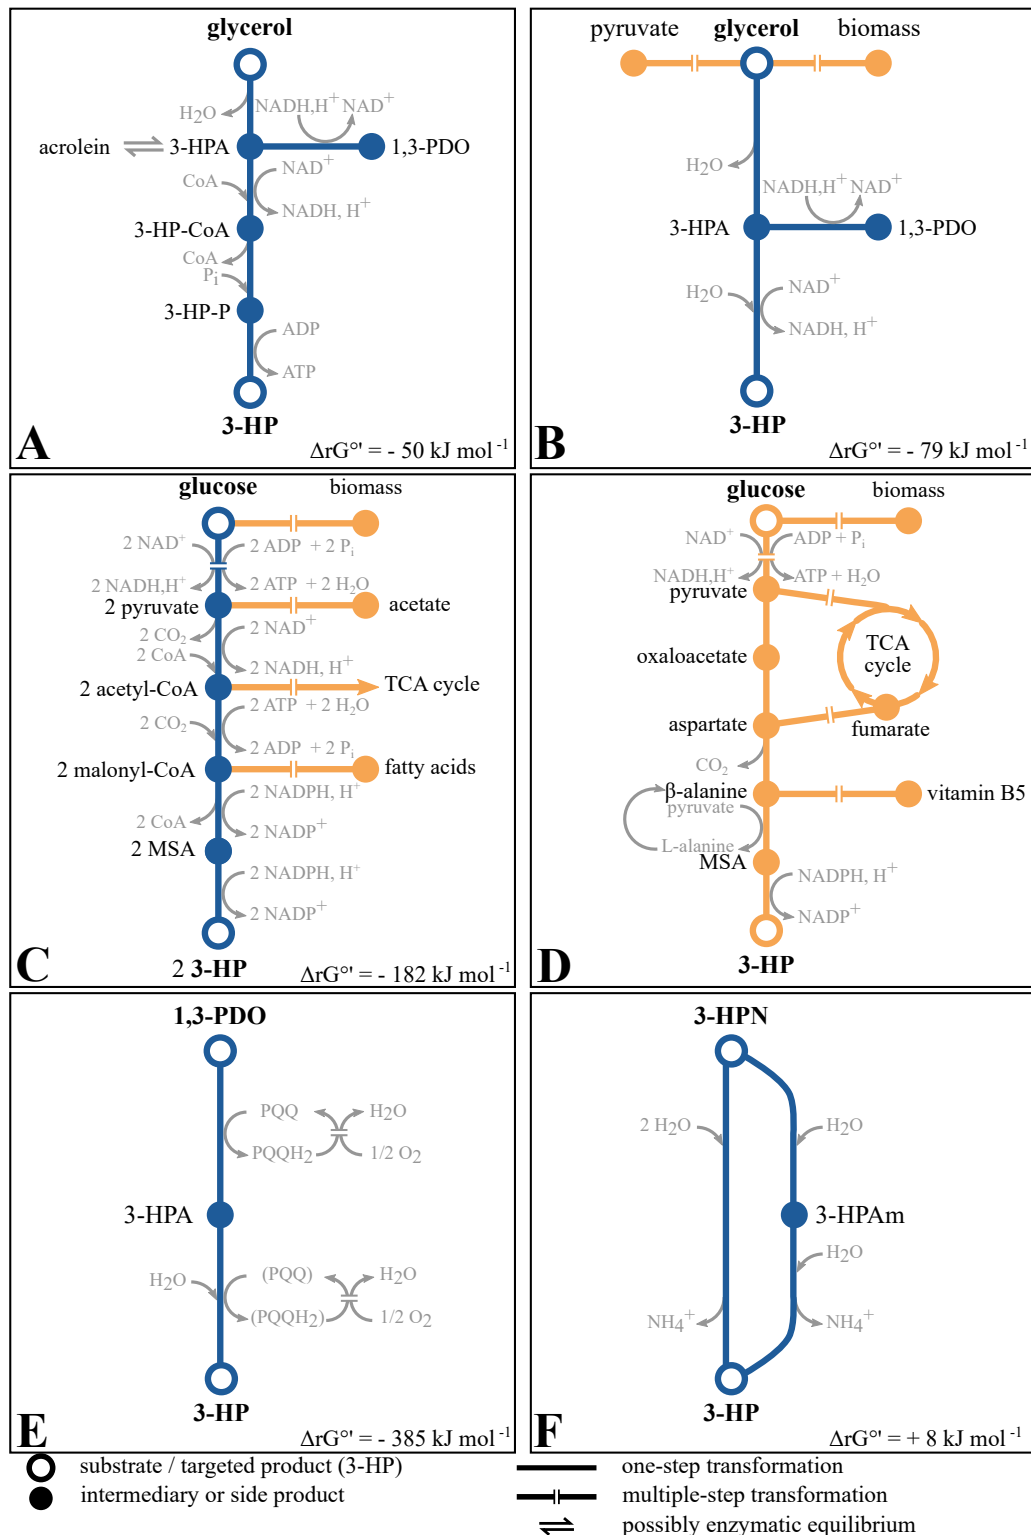 glycerol
H2O
NADH,H+ NAD+
acrolein
3-HPA
1,3-PDO
NAD+
CoA
NADH, H+
3-HP-CoA
CoA
Pi
3-HP-P
ADP
ATP
3-HP
A
ΔrG°' = - 50 kJ mol -1
pyruvate
glycerol
biomass
H2O
NADH,H+ NAD+
3-HPA
1,3-PDO
H2O
NAD+
NADH, H+
3-HP
B
ΔrG°' = - 79 kJ mol -1
glucose
biomass
2 NAD+
2 ADP + 2 Pi
2 NADH,H+
2 ATP + 2 H2O
2 pyruvate
acetate
2 CO2
2 NAD+
2 CoA
2 NADH, H+
2 acetyl-CoA
TCA cycle
2 ATP + 2 H2O
2 CO2
2 ADP + 2 Pi
2 malonyl-CoA
fatty acids
2 NADPH, H+
2 CoA
2 NADP+
2 MSA
2 NADPH, H+
2 NADP+
2 3-HP
C
ΔrG°' = - 182 kJ mol -1
glucose
biomass
NAD+
ADP + Pi
NADH,H+
ATP + H2O
pyruvate
TCA
cycle
oxaloacetate
aspartate
fumarate
CO2
β-alanine
vitamin B5
pyruvate
L-alanine
MSA
NADPH, H+
NADP+
3-HP
D
1,3-PDO
PQQ
H2O
PQQH2
1/2 O2
3-HPA
H2O
(PQQ)
H2O
(PQQH2)
1/2 O2
3-HP
E
ΔrG°' = - 385 kJ mol -1
3-HPN
2 H2O
H2O
3-HPAm
H2O
NH4+
NH4+
3-HP
F
ΔrG°' = + 8 kJ mol -1
substrate / targeted product (3-HP)
one-step transformation
intermediary or side product
multiple-step transformation
possibly enzymatic equilibrium